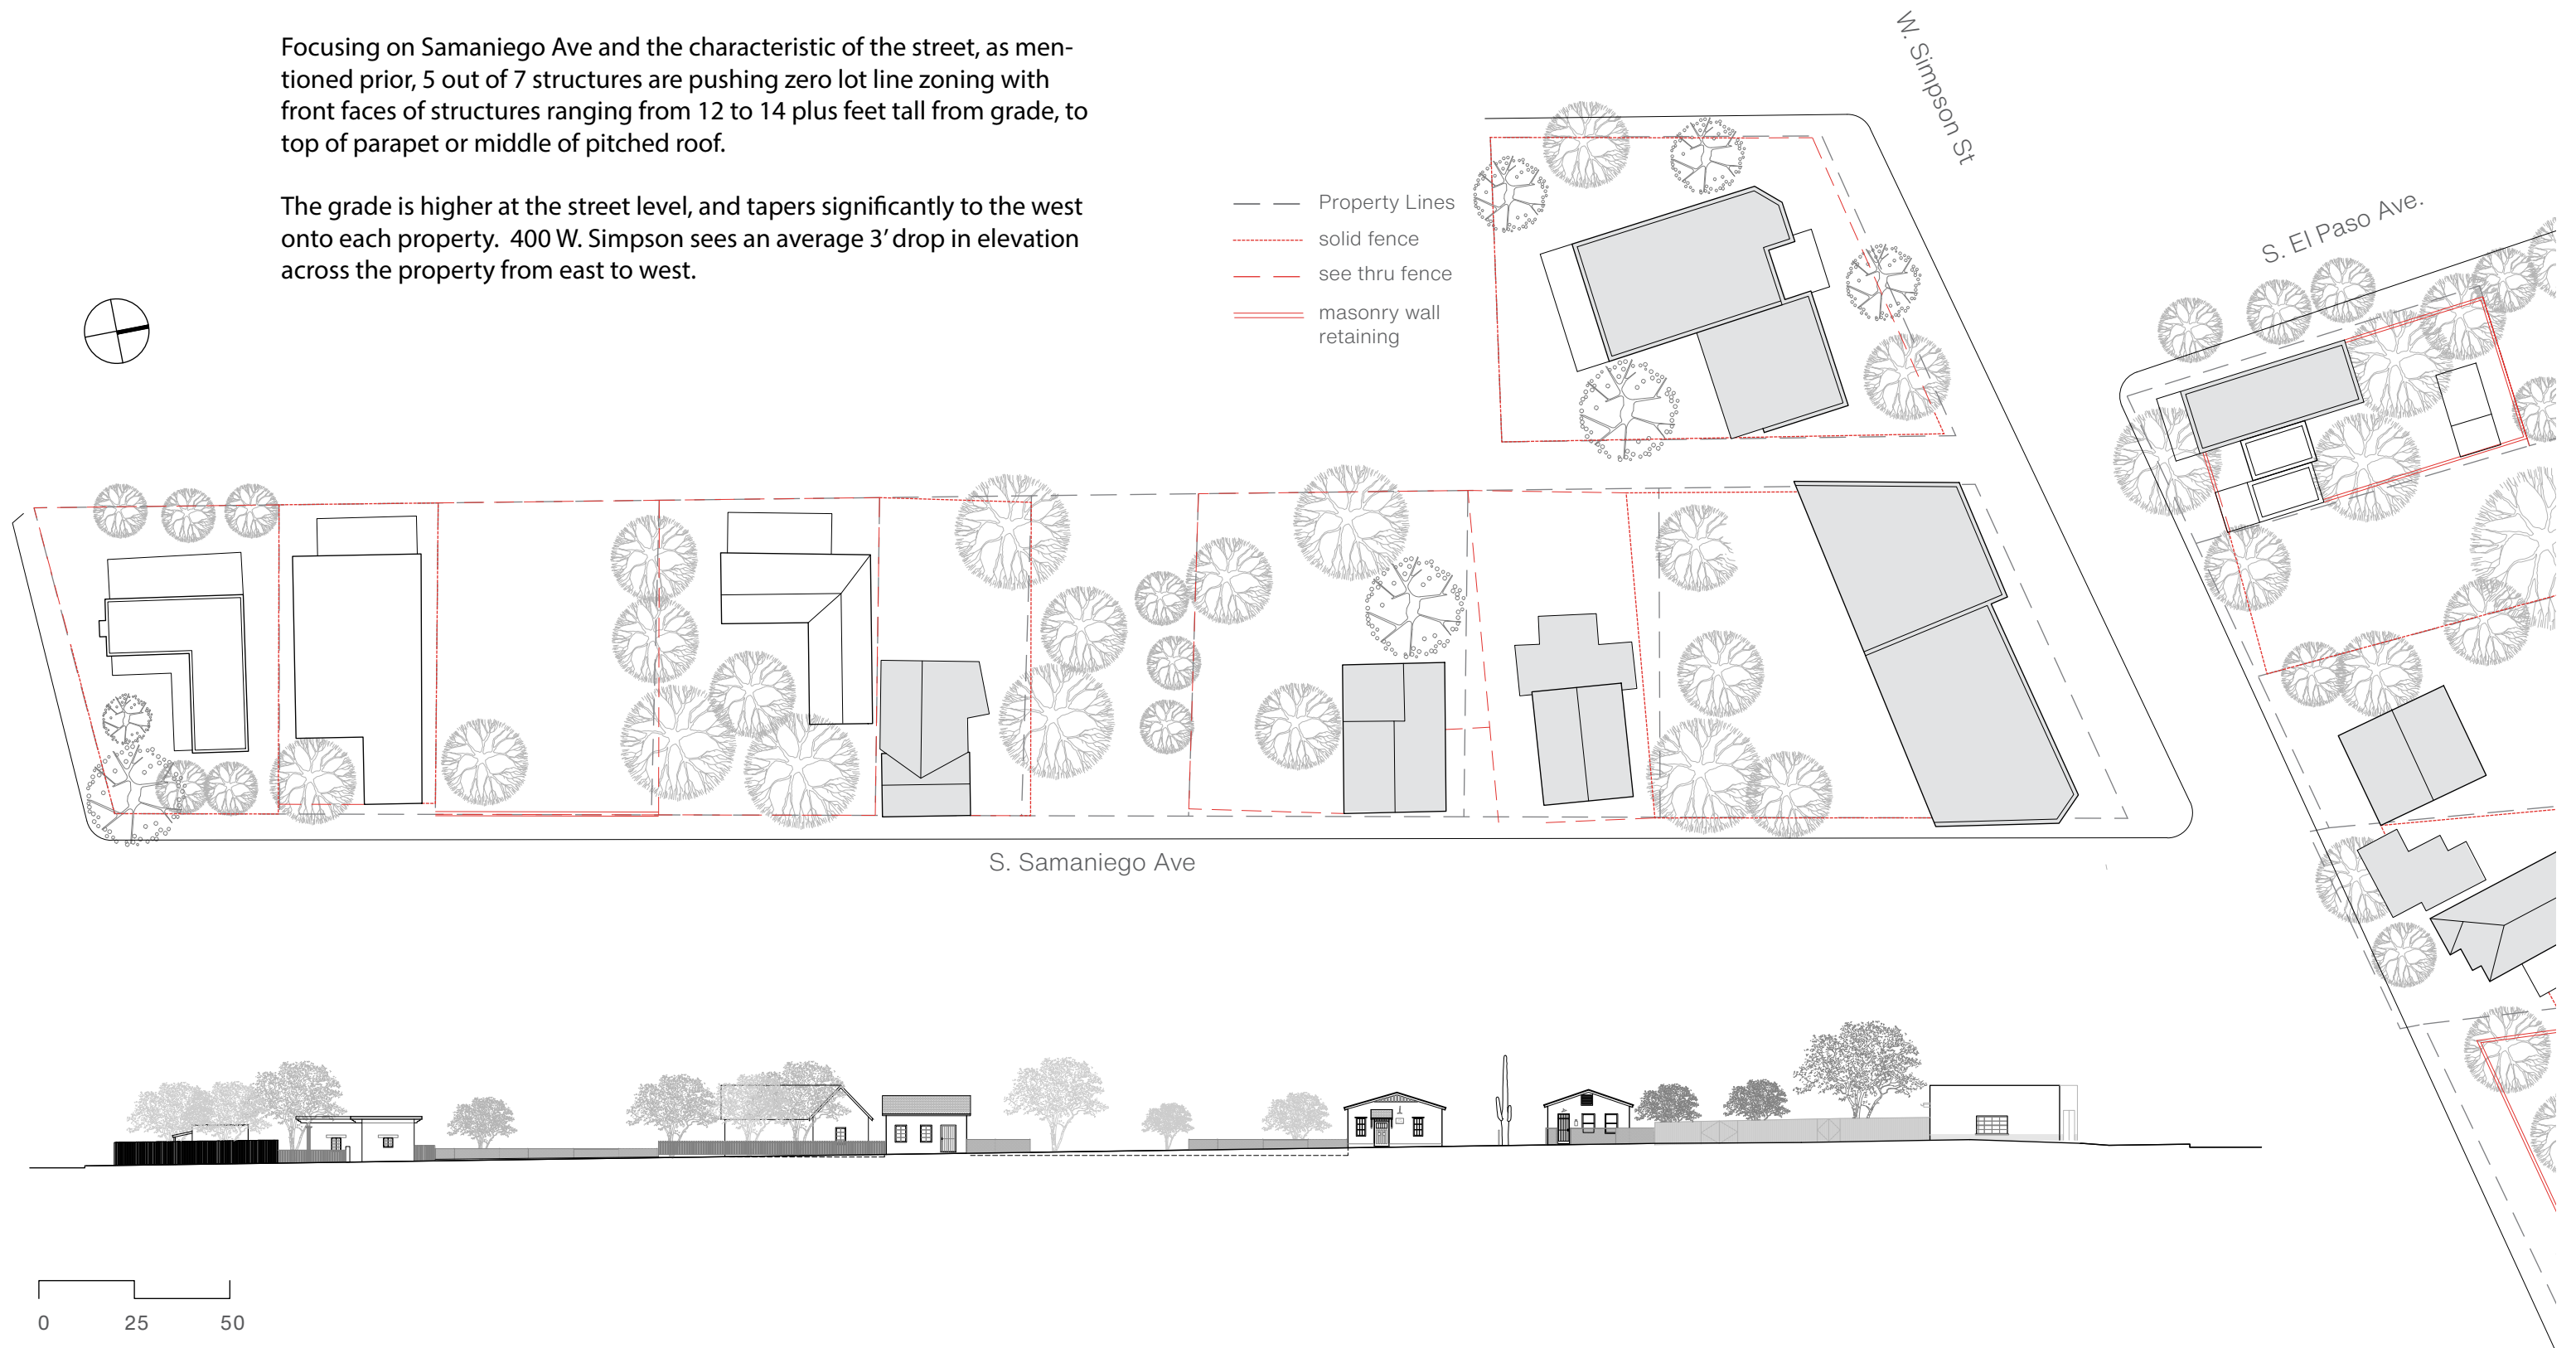 Focusing on Samaniego Ave and the characteristic of the street, as men-
tioned prior, 5 out of 7 structures are pushing zero lot line zoning with
front faces of structures ranging from 12 to 14 plus feet tall from grade, to
top of parapet or middle of pitched roof.
The grade is higher at the street level, and tapers significantly to the west
onto each property.  400 W. Simpson sees an average 3’ drop in elevation
across the property from east to west.
W. Simpson St
Property Lines
solid fence
see thru fence
masonry wall
retaining
S. El Paso Ave.
S. Samaniego Ave
0 25 50